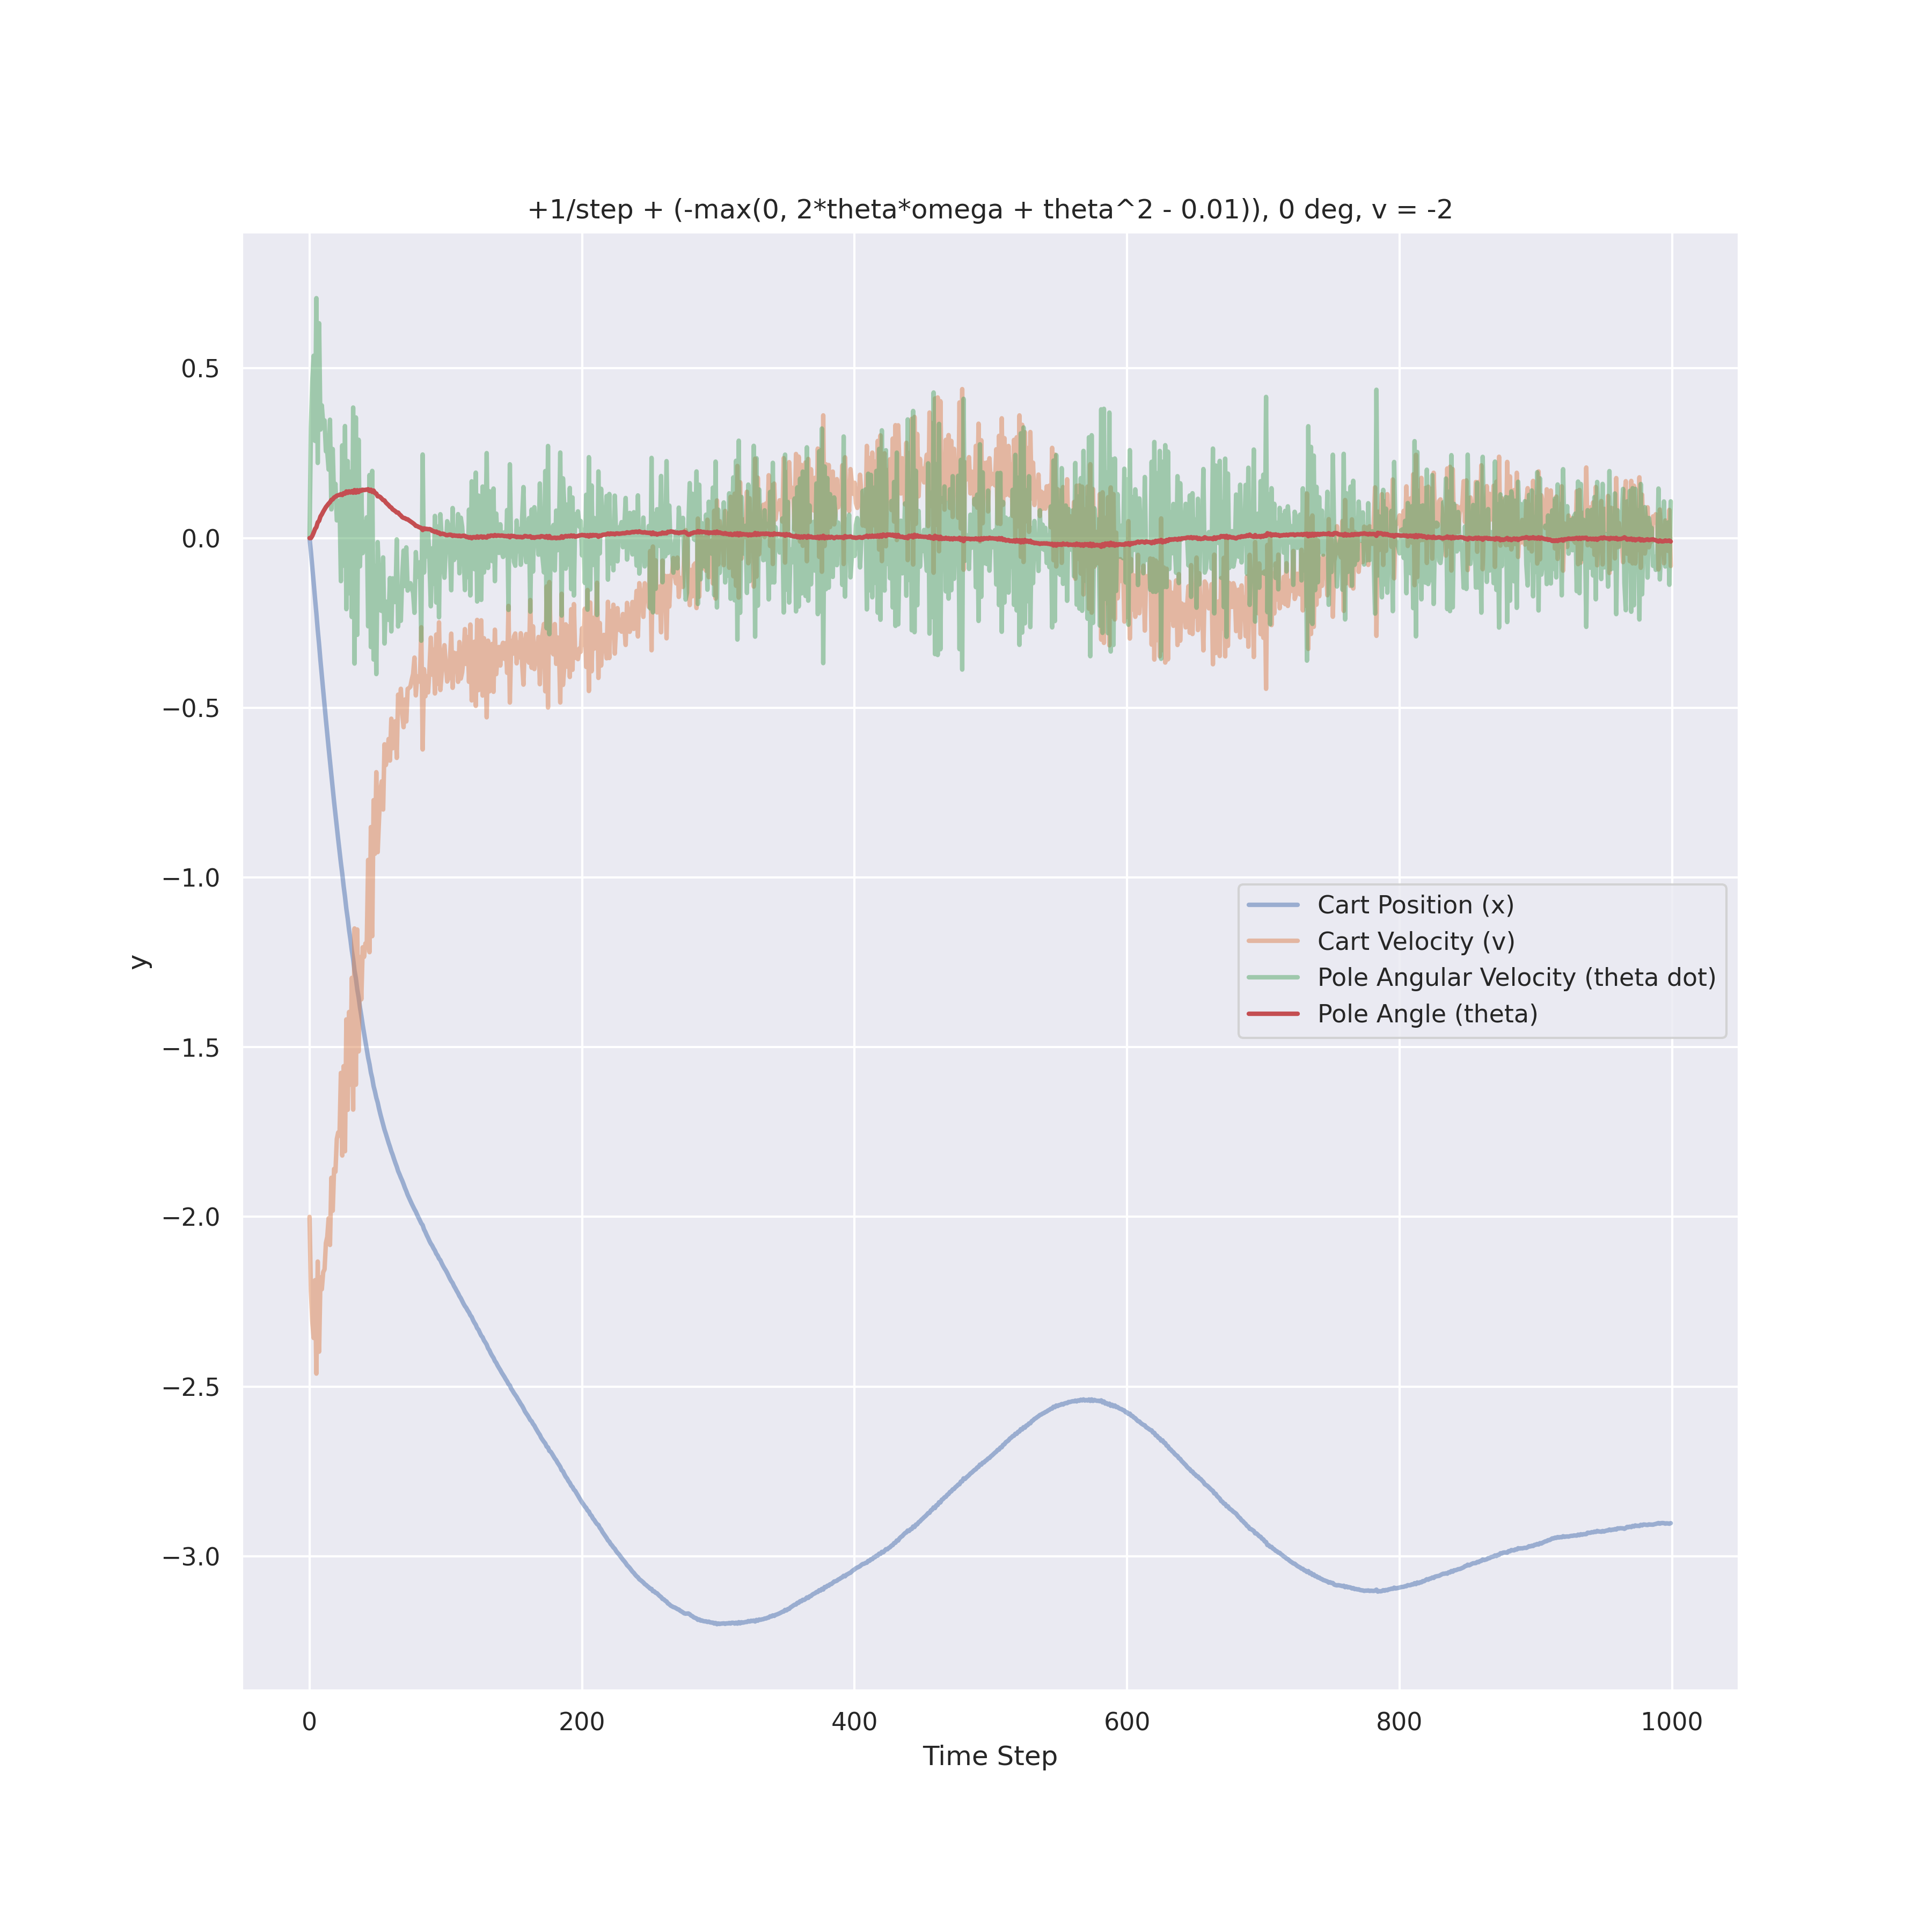 +1/step + (-max(0, 2*theta*omega + theta^2 - 0.01)), 0 deg, v = -2
0.5
0.0
−0.5
−1.0
−1.5
−2.0
−2.5
−3.0
y
Cart Position (x)
Cart Velocity (v)
Pole Angular Velocity (theta dot)
Pole Angle (theta)
0 200 400 600 800 1000
Time Step